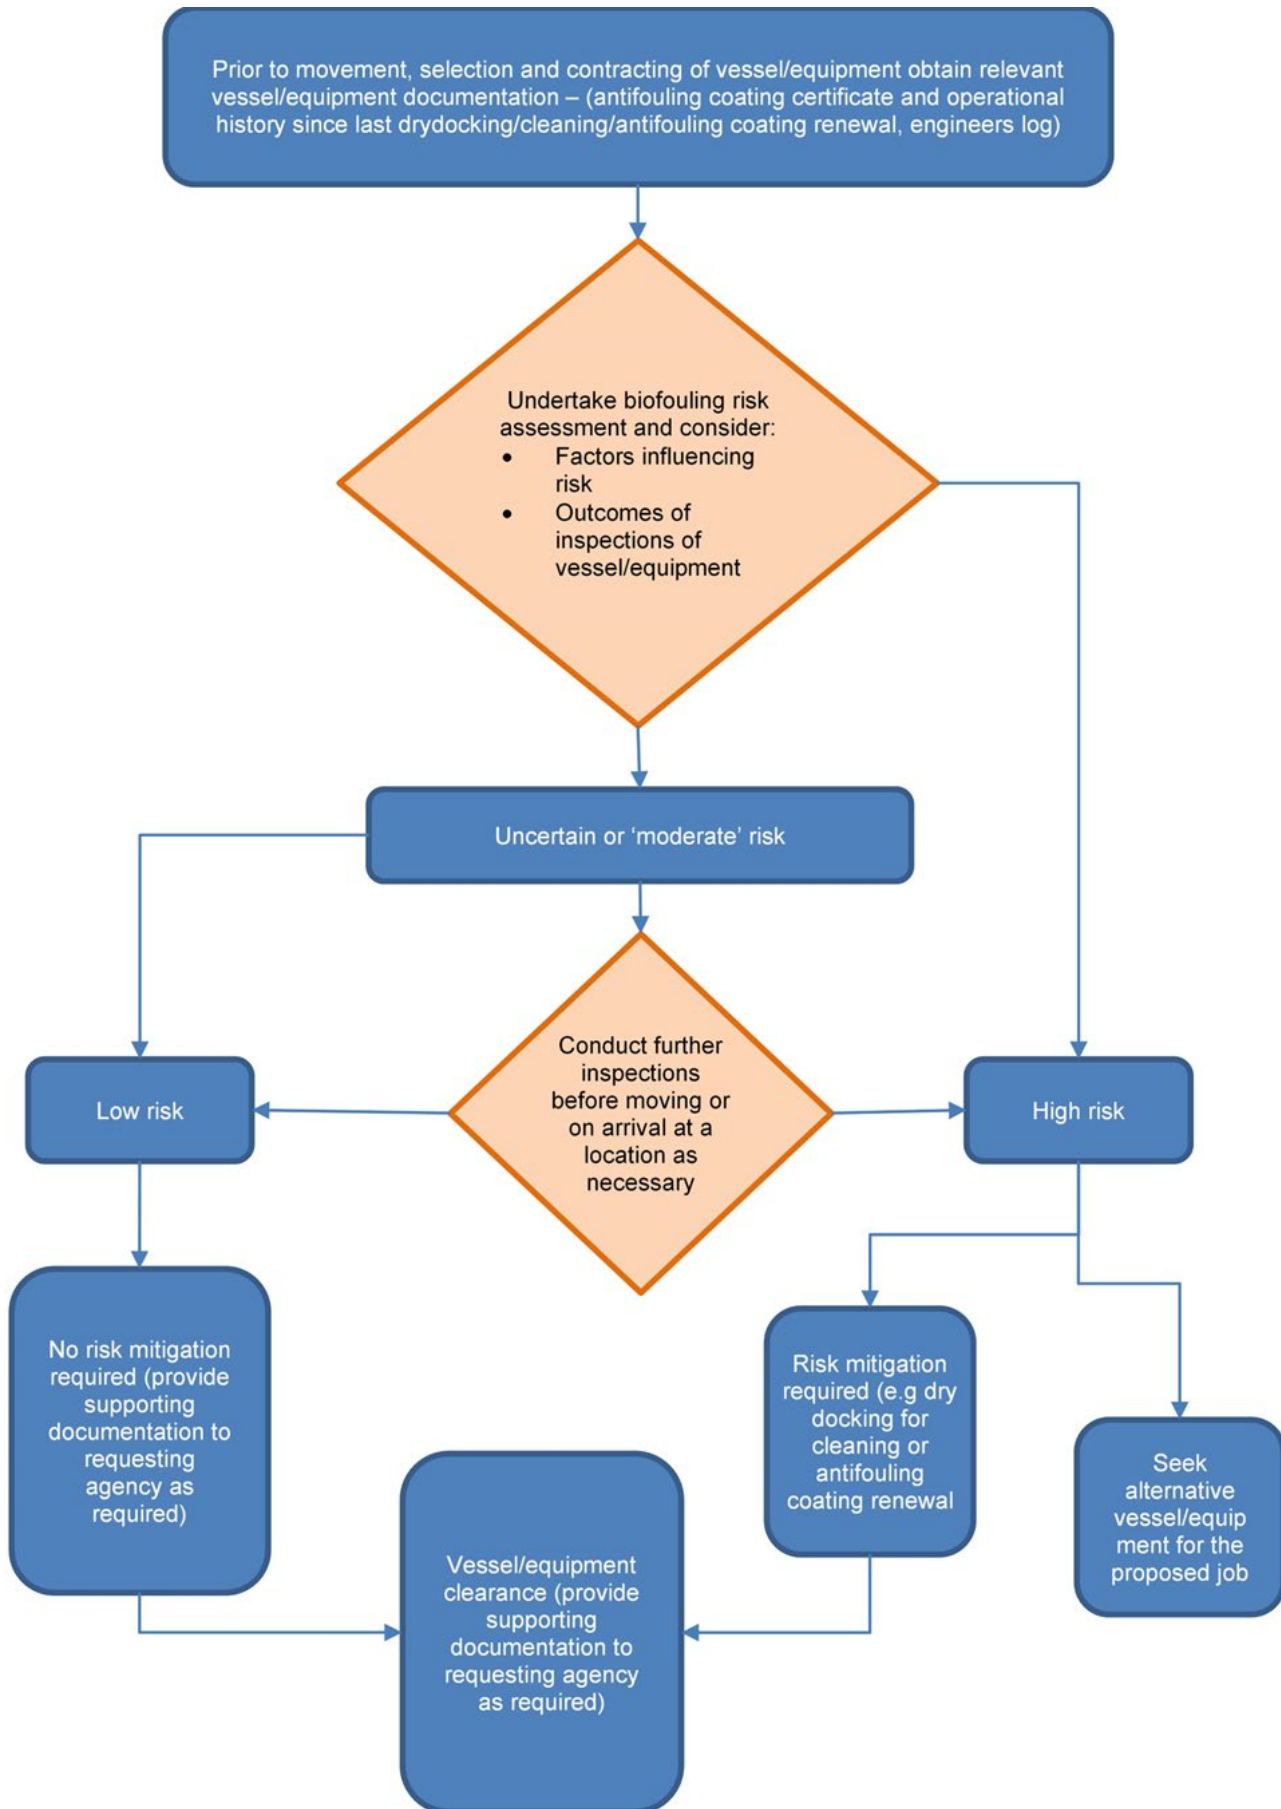 Prior to movement, selection and contracting of vessel/equipment obtain relevant
vessel/equipment documentation – (antifouling coating certificate and operational
history since last drydocking/cleaning/antifouling coating renewal, engineers log)
Undertake biofouling risk
assessment and consider:
• Factors influencing
risk
• Outcomes of
inspections of
vessel/equipment
Uncertain or ‘moderate’ risk
Conduct further
inspections
before moving or
on arrival at a
location as
necessary
Low risk
High risk
No risk mitigation
required (provide
supporting
documentation to
requesting
agency as
required)
Risk mitigation
required (e.g dry
docking for
cleaning or
antifouling
coating renewal
Seek
alternative
vessel/equip
ment for the
proposed job
Vessel/equipment
clearance (provide
supporting
documentation to
requesting agency
as required)